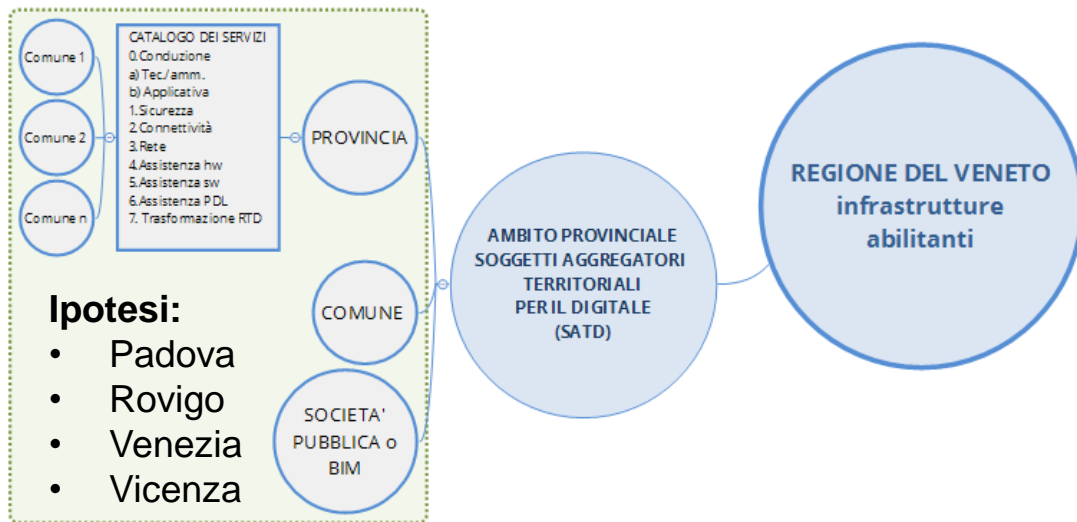 Comune 1
Comune 2
Comune n
CATALOGO DEI SERVIZI
0.Conduzione
a) Tec./amm.
b) Applicativa
1.Sicurezza
2.Connettività
3.Rete
4.Assistenza hw
5.Assistenza sw
6.Assistenza PDL
7. Trasformazione RTD
PROVINCIA
COMUNE
SOCIETA'
PUBBLICA o
BIM
Ipotesi:
• Padova
• Rovigo
• Venezia
• Vicenza
AMBITO PROVINCIALE
SOGGETTI AGGREGATORI
TERRITORIALI
PER IL DIGITALE
(SATD)
REGIONE DEL VENETO
infrastrutture
abilitanti